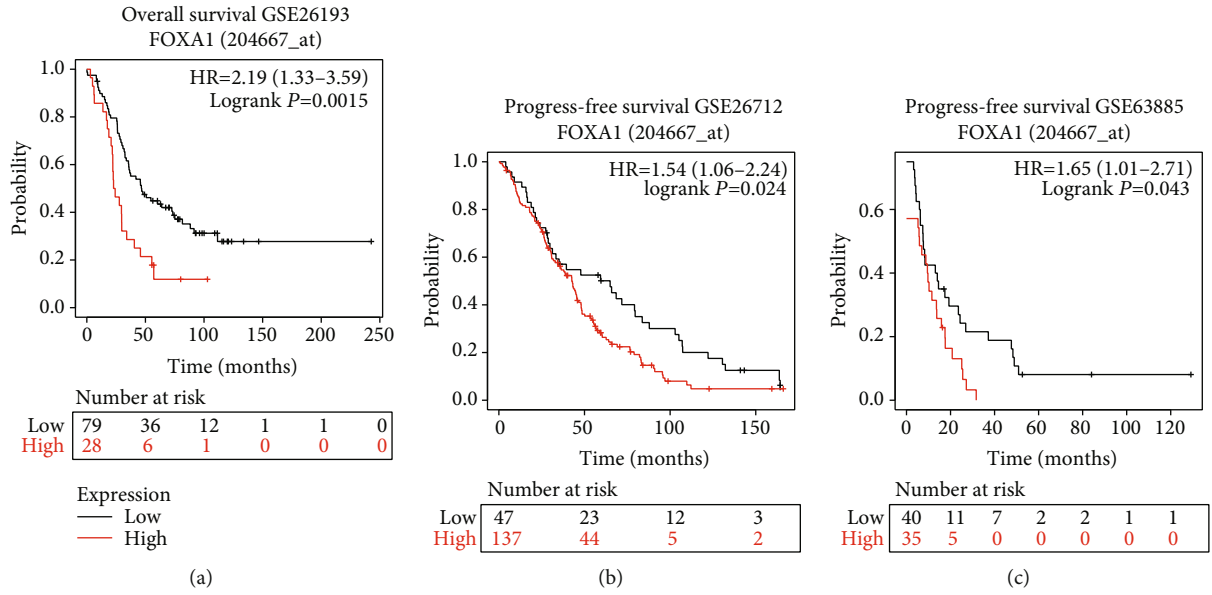 Overall survival GSE26193
FOXA1 (204667_at)
HR=2.19 (1.33–3.59)
Logrank P=0.0015
1.0
0.8
0.6
0.4
0.2
0.0
Probability
0 50 100 150 200 250
Time (months)
Number at risk
Low 79 36 12 1 1 0
High 28 6 1 0 0 0
Expression
Low
High
(a)
Progress-free survival GSE26712
FOXA1 (204667_at)
HR=1.54 (1.06–2.24)
logrank P=0.024
1.0
0.8
0.6
0.4
0.2
0.0
Probability
0 50 100 150
Time (months)
Number at risk
Low 47 23 12 3
High 137 44 5 2
(b)
Progress-free survival GSE63885
FOXA1 (204667_at)
HR=1.65 (1.01–2.71)
Logrank P=0.043
0.6
0.4
0.2
0.0
Probability
0 20 40 60 80 100 120
Time (months)
Number at risk
Low 40 11 7 2 2 1 1
High 35 5 0 0 0 0 0
(c)